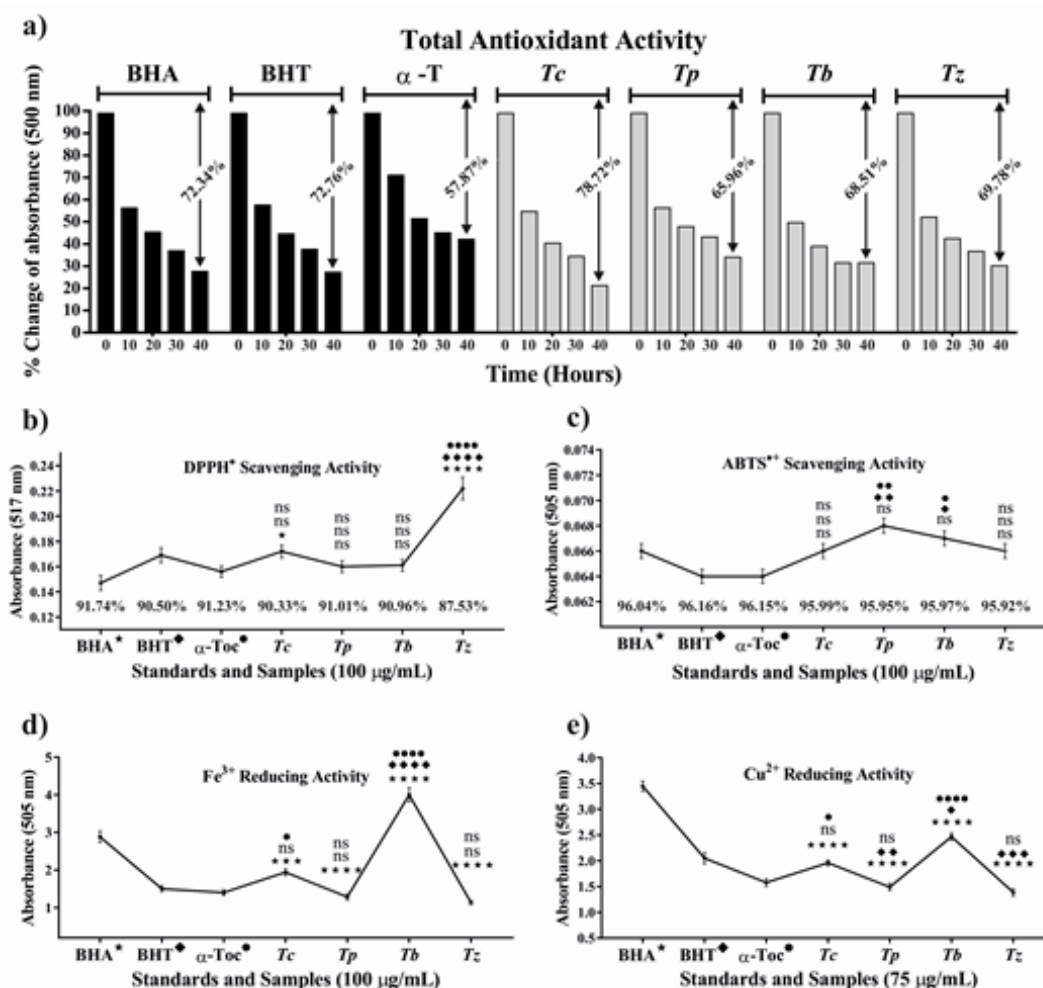 a)
Total Antioxidant Activity
BHA BHT α -T Tc Tp Tb Tz
% Change of absorbance (500 nm)
100
90
80
70
60
50
40
30
20
10
0
72.34% 72.76% 57.87% 78.72% 65.96% 68.51% 69.78%
0 10 20 30 40 0 10 20 30 40 0 10 20 30 40 0 10 20 30 40 0 10 20 30 40 0 10 20 30 40 0 10 20 30 40
Time (Hours)
b)
DPPH• Scavenging Activity
Absorbance (517 nm)
0.24
0.22
0.20
0.18
0.16
0.14
0.12
●●●●
◆◆◆◆
★★★★
ns ns ns
ns ns ns
★ ns ns
91.74% 90.50% 91.23% 90.33% 91.01% 90.96% 87.53%
BHA★ BHT◆ α-Toc● Tc Tp Tb Tz
Standards and Samples (100 µg/mL)
c)
ABTS•+ Scavenging Activity
Absorbance (505 nm)
0.074
0.072
0.070
0.068
0.066
0.064
0.062
ns ●● ● ns
ns ◆◆ ◆ ns
ns ns ns ns
96.04% 96.16% 96.15% 95.99% 95.95% 95.97% 95.92%
BHA★ BHT◆ α-Toc● Tc Tp Tb Tz
Standards and Samples (100 µg/mL)
d)
Fe3+ Reducing Activity
Absorbance (505 nm)
5
4
3
2
1
●●●●
◆◆◆◆
★★★★
● ns ns
ns ns ns
★★★ ★★★★ ★★★★
BHA★ BHT◆ α-Toc● Tc Tp Tb Tz
Standards and Samples (100 µg/mL)
e)
Cu2+ Reducing Activity
Absorbance (505 nm)
4.0
3.5
3.0
2.5
2.0
1.5
1.0
0.5
● ns ●●●● ns
ns ◆◆ ◆ ◆◆◆
★★★★ ★★★★ ★★★★ ★★★★
BHA★ BHT◆ α-Toc● Tc Tp Tb Tz
Standards and Samples (75 µg/mL)